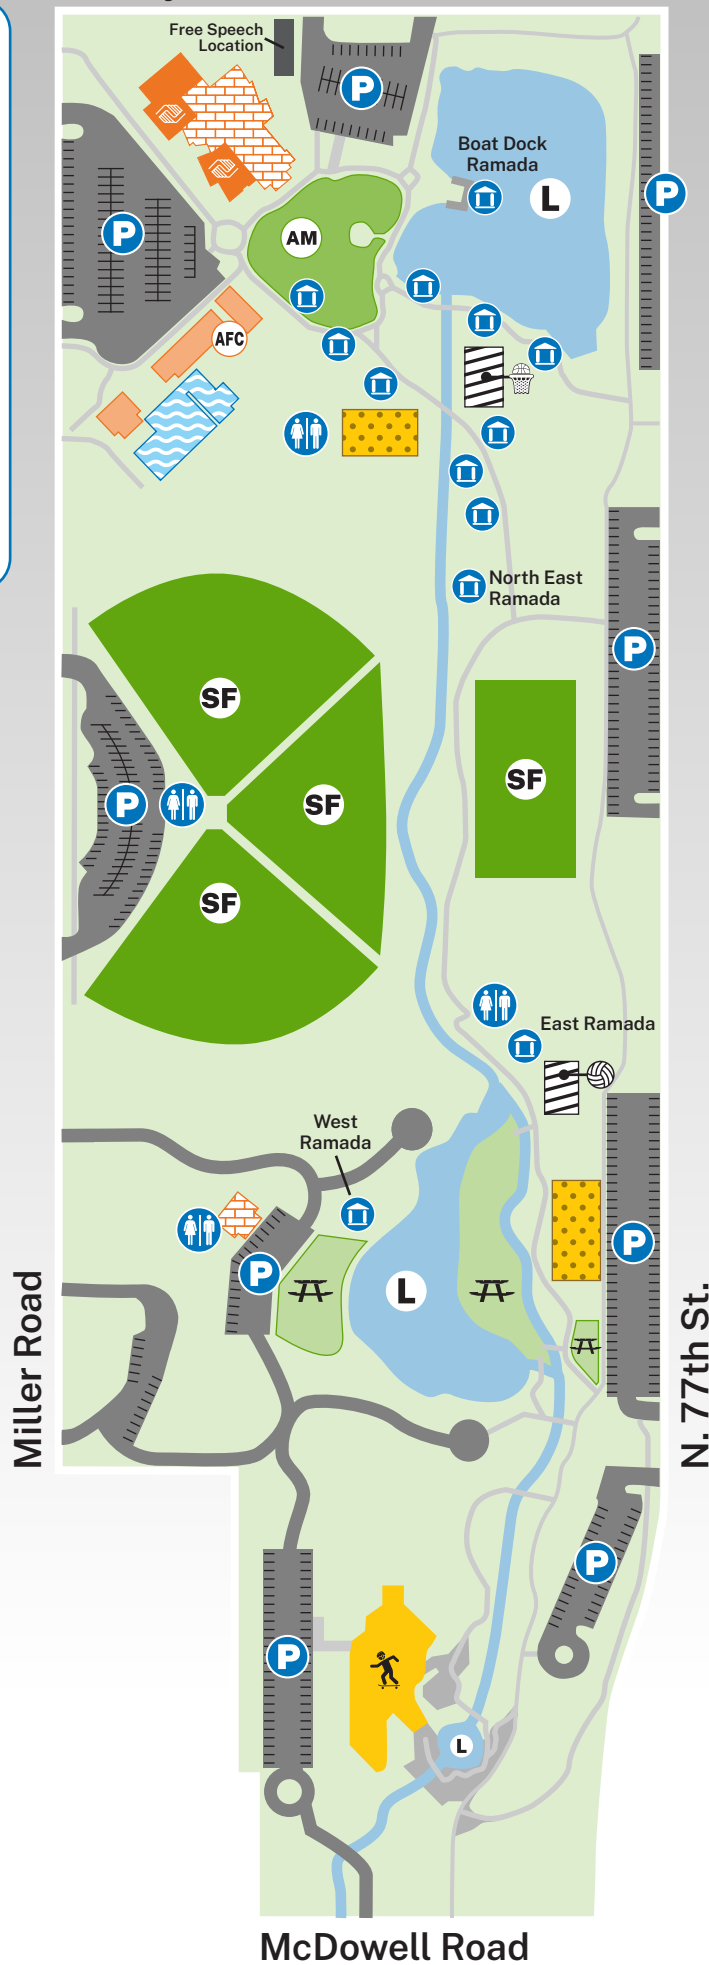 Free Speech
Location
P
Boat Dock
Ramada
L
P
P
AM
AFC
North East
Ramada
P
SF
SF
SF
P
SF
East Ramada
West
Ramada
P
P
L
Miller Road
N. 77th St.
P
P
L
McDowell Road